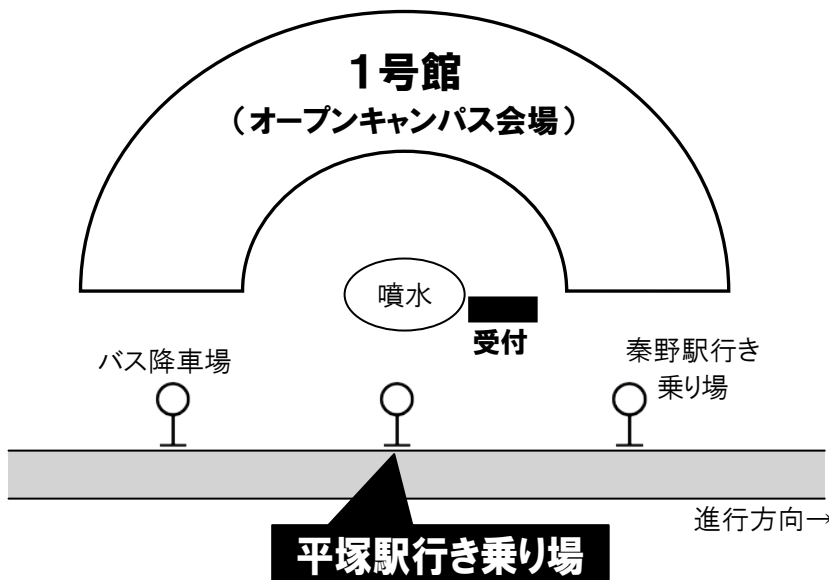 1号館
(オープンキャンパス会場)
噴水
受付
バス降車場
秦野駅行き
乗り場
進行方向→
平塚駅行き乗り場